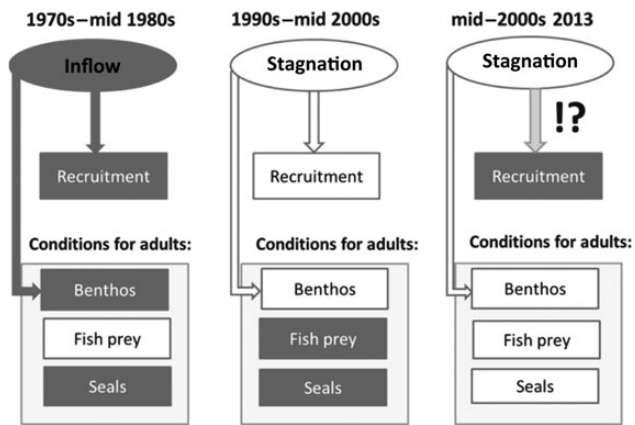 1970s–mid 1980s
Inflow
Recruitment
Conditions for adults:
Benthos
Fish prey
Seals
1990s–mid 2000s
Stagnation
Recruitment
Conditions for adults:
Benthos
Fish prey
Seals
mid–2000s 2013
Stagnation
!?
Recruitment
Conditions for adults:
Benthos
Fish prey
Seals